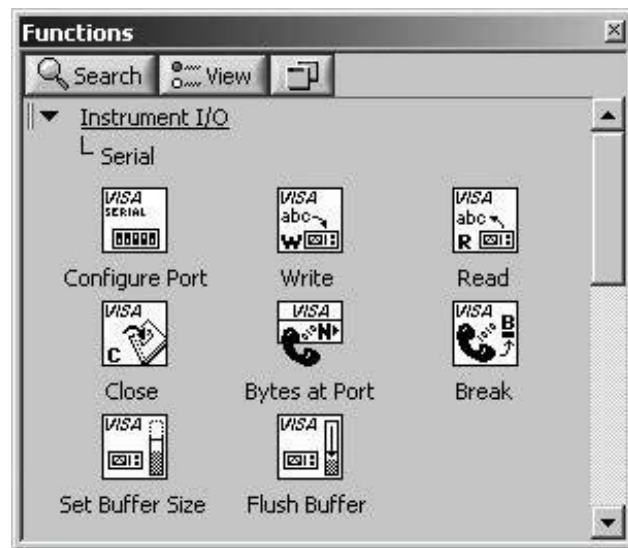 Functions
Search View
Instrument I/O
Serial
VISA SERIAL
VISA abc W
VISA abc R
Configure Port Write Read
VISA C
VISA N
VISA B
Close Bytes at Port Break
VISA
VISA
Set Buffer Size Flush Buffer